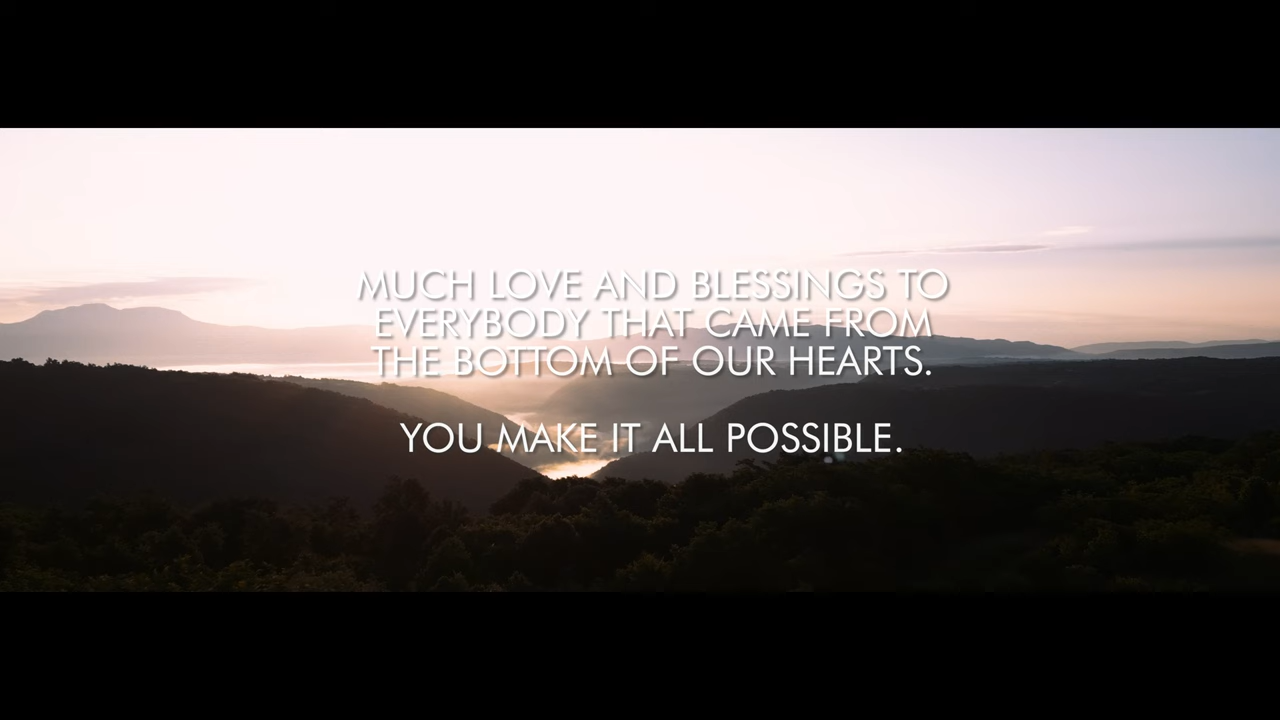 MUCH LOVE AND BLESSINGS TO
EVERYBODY THAT CAME FROM
THE BOTTOM OF OUR HEARTS.
YOU MAKE IT ALL POSSIBLE.